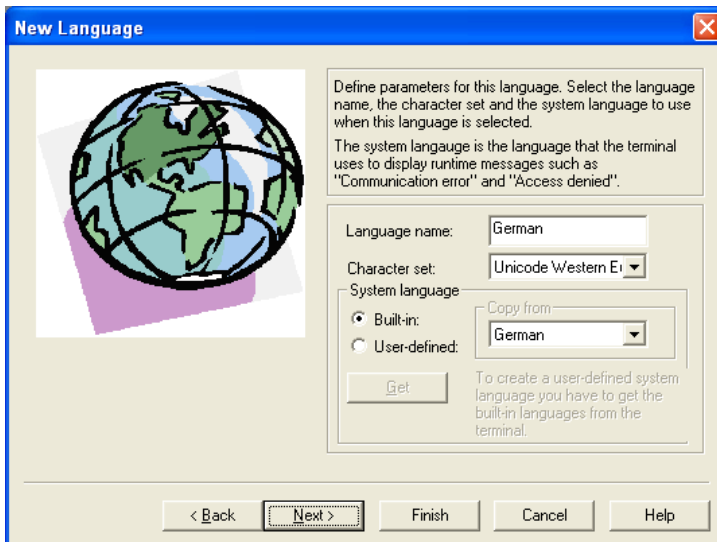 New Language
Define parameters for this language. Select the language
name, the character set and the system language to use
when this language is selected.
The system langauge is the language that the terminal
uses to display runtime messages such as
"Communication error" and "Access denied".
Language name:
German
Character set:
Unicode Western
System language
Built-in:
User-defined:
Copy from
German
Get
To create a user-defined system
language you have to get the
built-in languages from the
terminal.
< Back
Next >
Finish
Cancel
Help